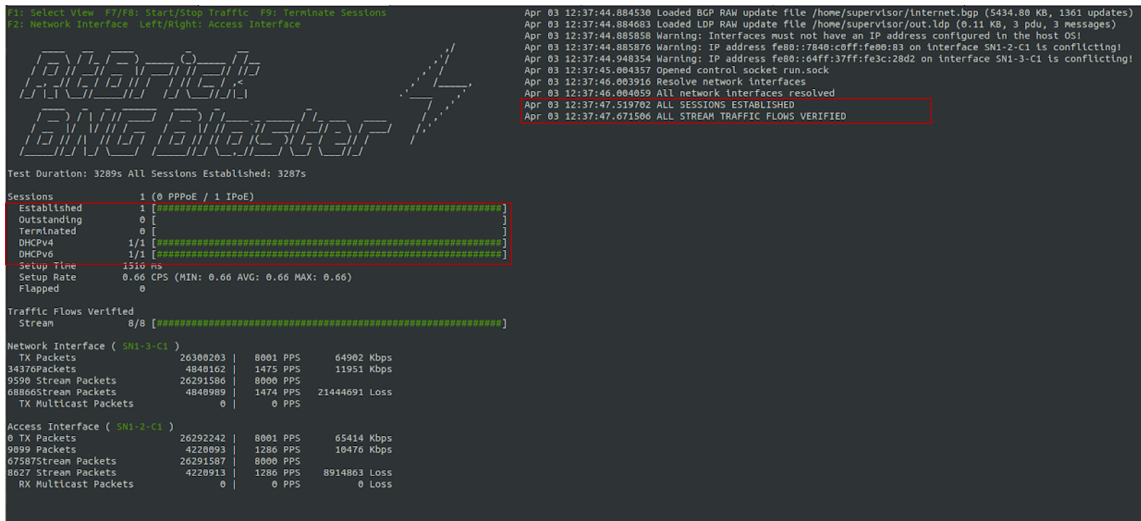 F1: Select View F7/F8: Start/Stop Traffic F9: Terminate Sessions
F2: Network Interface Left/Right: Access Interface
RtBrick
BNG Blaster
Test Duration: 3289s All Sessions Established: 3287s
Sessions 1 (0 PPPoE / 1 IPoE)
Established 1 [############################################################]
Outstanding 0 [ ]
Terminated 0 [ ]
DHCPv4 1/1 [############################################################]
DHCPv6 1/1 [############################################################]
Setup Time 1516 ms
Setup Rate 0.66 CPS (MIN: 0.66 AVG: 0.66 MAX: 0.66)
Flapped 0
Traffic Flows Verified
Stream 8/8 [############################################################]
Network Interface ( SN1-3-C1 )
TX Packets 26300203 | 8001 PPS 64902 Kbps
34376Packets 4840162 | 1475 PPS 11951 Kbps
9590 Stream Packets 26291586 | 8000 PPS
68866Stream Packets 4840989 | 1474 PPS 21444691 Loss
TX Multicast Packets 0 | 0 PPS
Access Interface ( SN1-2-C1 )
0 TX Packets 26292242 | 8001 PPS 65414 Kbps
9099 Packets 4220093 | 1286 PPS 10476 Kbps
67587Stream Packets 26291587 | 8000 PPS
8627 Stream Packets 4220913 | 1286 PPS 8914863 Loss
RX Multicast Packets 0 | 0 PPS 0 Loss
Apr 03 12:37:44.884530 Loaded BGP RAW update file /home/supervisor/internet.bgp (5434.80 KB, 1361 updates)
Apr 03 12:37:44.884683 Loaded LDP RAW update file /home/supervisor/out.ldp (0.11 KB, 3 pdu, 3 messages)
Apr 03 12:37:44.885858 Warning: Interfaces must not have an IP address configured in the host OS!
Apr 03 12:37:44.885876 Warning: IP address fe80::7840:c0ff:fe00:83 on interface SN1-2-C1 is conflicting!
Apr 03 12:37:44.948354 Warning: IP address fe80::64ff:37ff:fe3c:28d2 on interface SN1-3-C1 is conflicting!
Apr 03 12:37:45.004357 Opened control socket run.sock
Apr 03 12:37:46.003916 Resolve network interfaces
Apr 03 12:37:46.004059 All network interfaces resolved
Apr 03 12:37:47.519702 ALL SESSIONS ESTABLISHED
Apr 03 12:37:47.671506 ALL STREAM TRAFFIC FLOWS VERIFIED